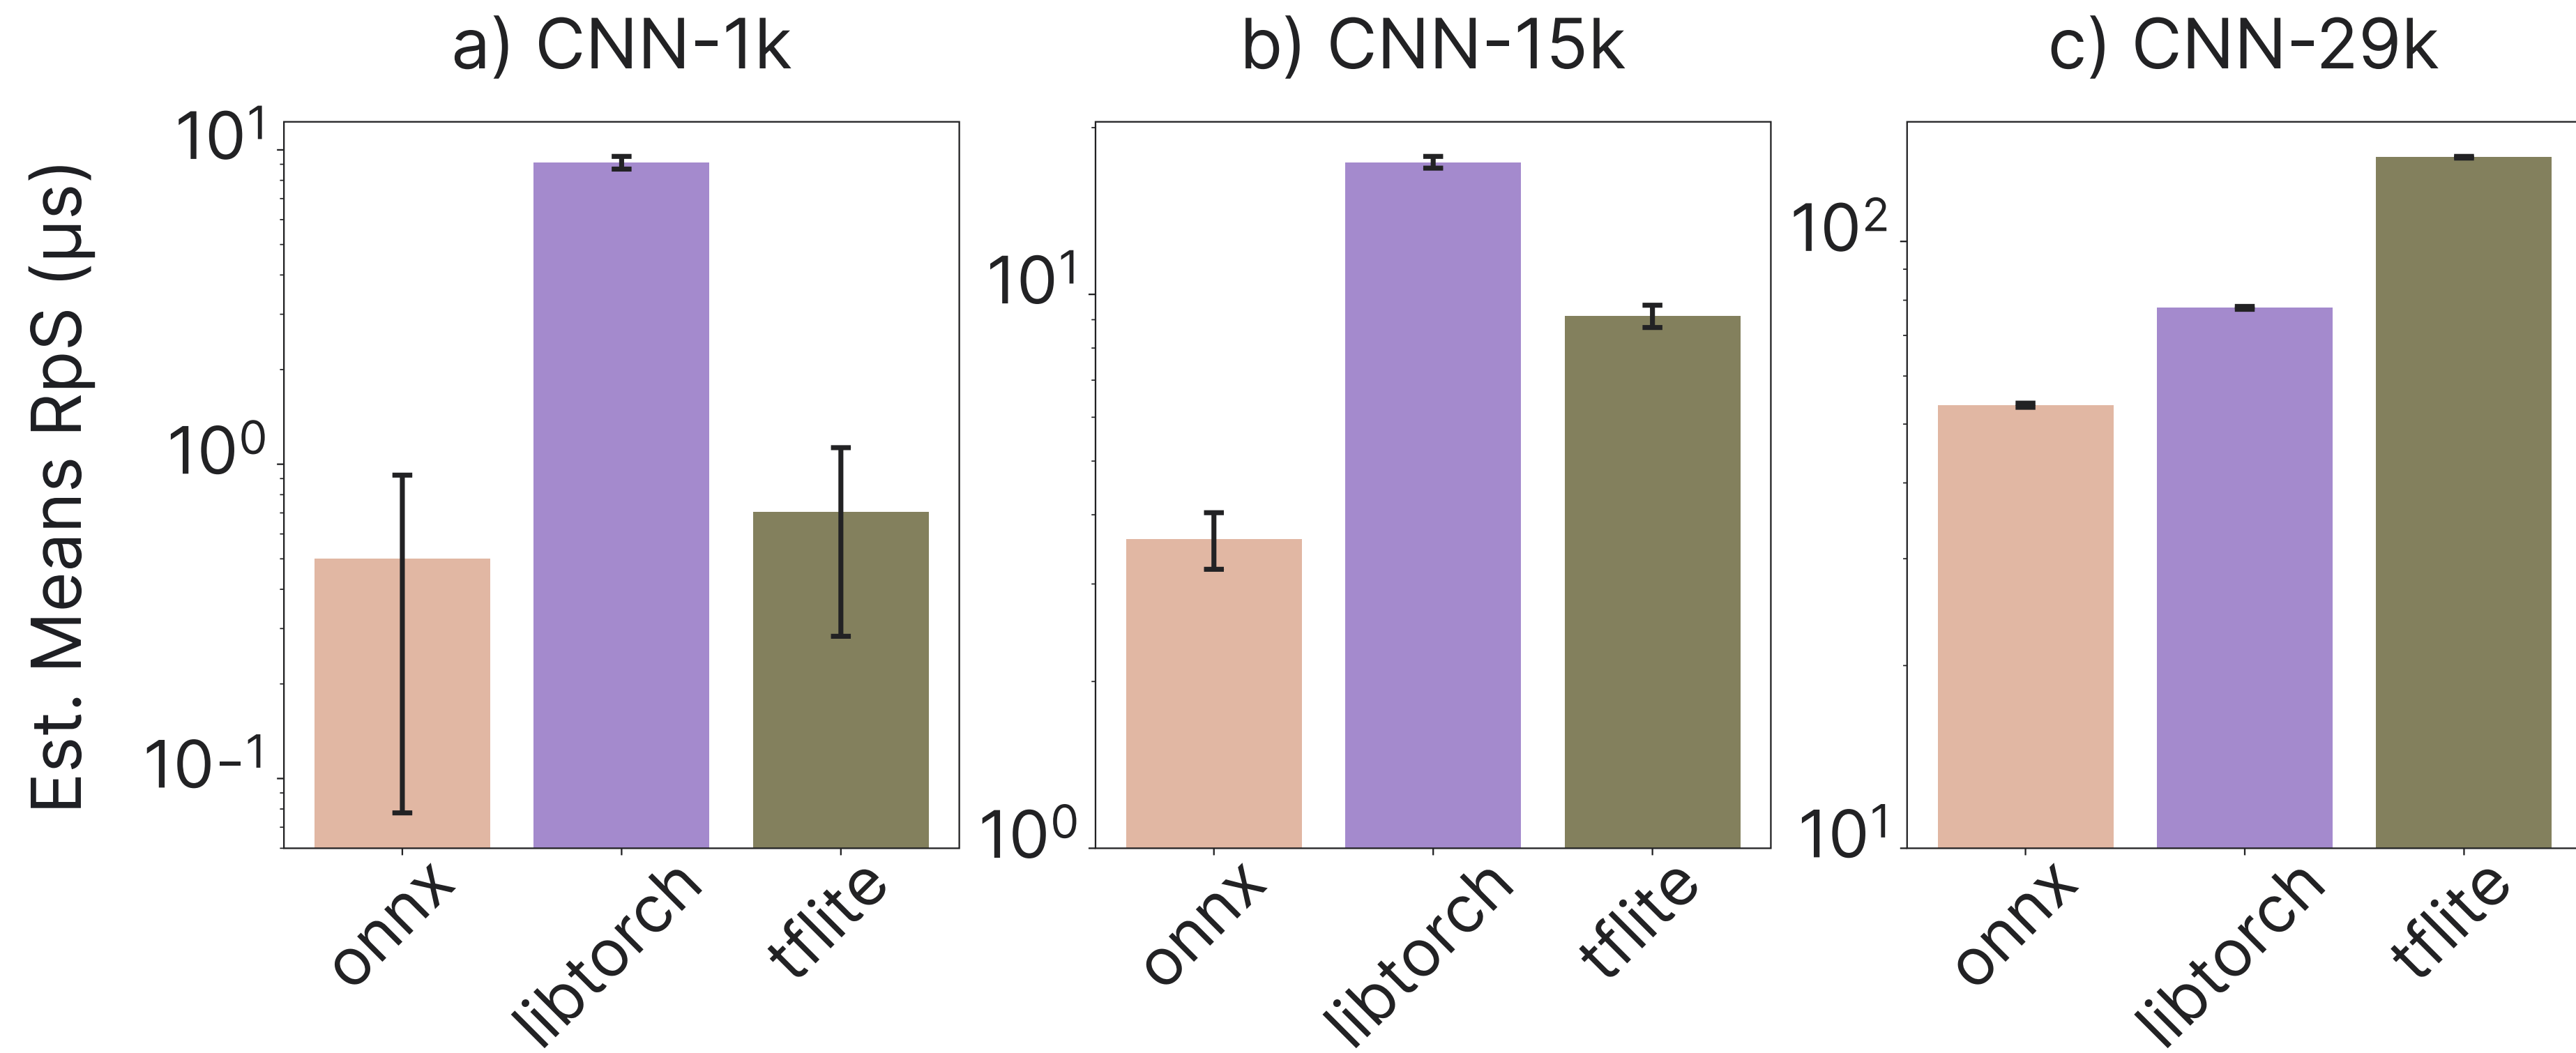 a) CNN-1k
b) CNN-15k
c) CNN-29k
Est. Means RpS (µs)
10¹
10⁰
10-¹
onnx
libtorch
tflite
10¹
10⁰
onnx
libtorch
tflite
10²
10¹
onnx
libtorch
tflite